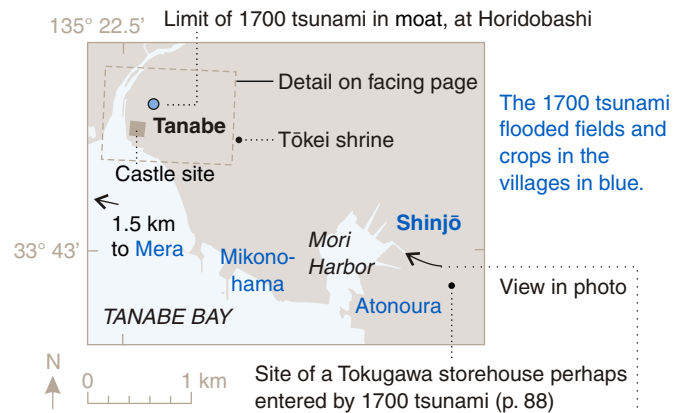 Limit of 1700 tsunami in moat, at Horidobashi
135° 22.5'
Detail on facing page
Tanabe
Tōkei shrine
Castle site
The 1700 tsunami
flooded fields and
crops in the
villages in blue.
1.5 km
to Mera
33° 43'
Mikono-
hama
Mori
Harbor
Shinjō
Atonoura
View in photo
TANABE BAY
N
0 1 km
Site of a Tokugawa storehouse perhaps
entered by 1700 tsunami (p. 88)